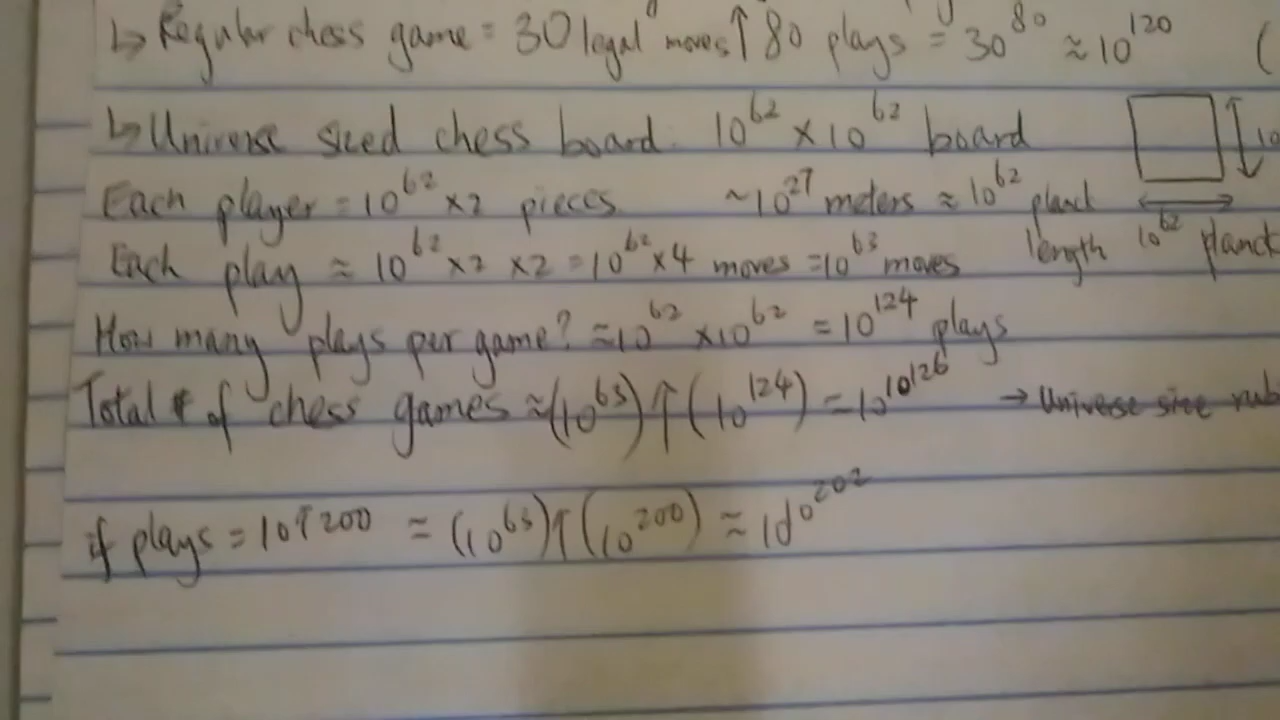 ↳ Regular chess game = 30 legal moves ↑ 80 plays = 30^80 ≈ 10^120 (
↳ Universe sized chess board. 10^62 × 10^62 board 10
Each player = 10^62 × 2 pieces ~10^27 meters ≈ 10^62 planck
length 10^62 planck
Each play ≈ 10^62 × 2 × 2 = 10^62 × 4 moves = 10^63 moves
How many plays per game? ≈ 10^62 × 10^62 = 10^124 plays
Total # of chess games ≈ (10^63) ↑ (10^124) = 10^10^126 → Universe size rub
if plays = 10↑200 = (10^63)↑(10^200) ≈ 10^10^202